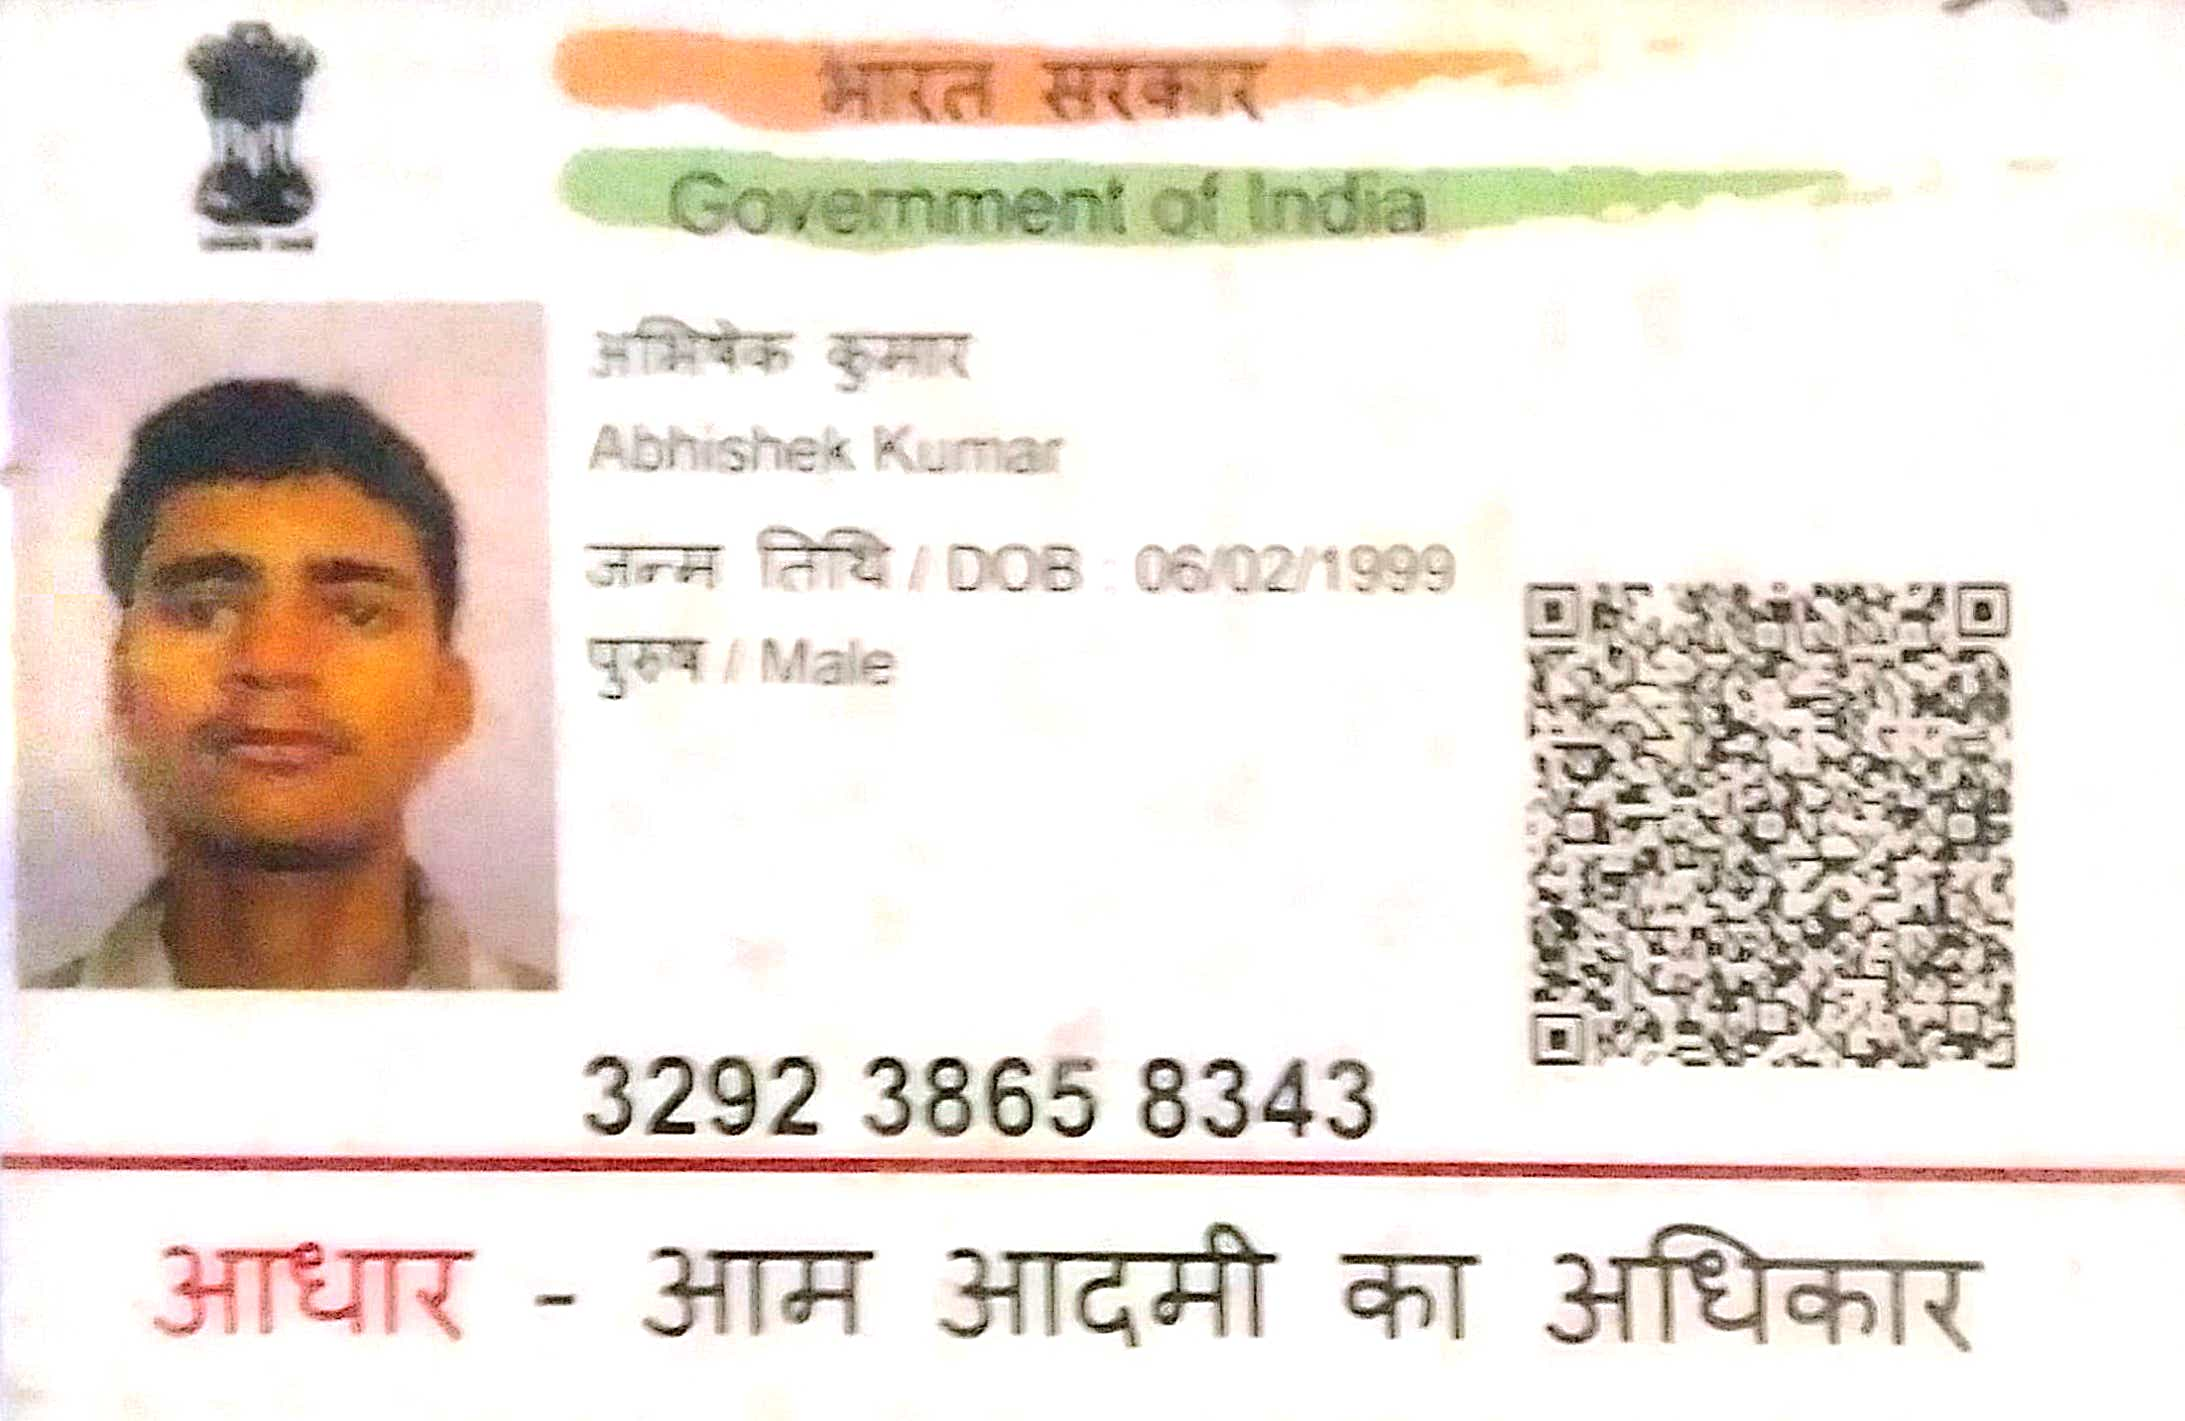 भारत सरकार
Government of India
अभिषेक कुमार
Abhishek Kumar
जन्म तिथि / DOB : 06/02/1999
पुरुष / Male
3292 3865 8343
आधार - आम आदमी का अधिकार